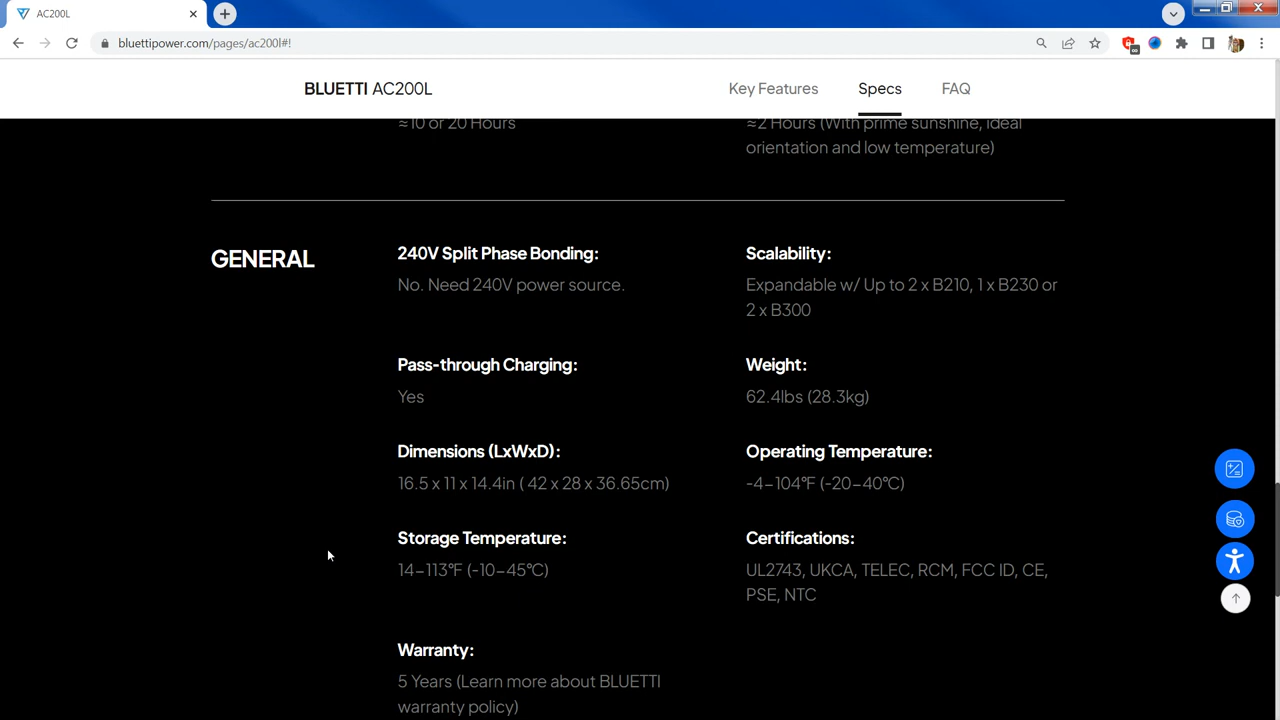 AC200L
bluettipower.com/pages/ac200l#!
BLUETTI AC200L
Key Features
Specs
FAQ
≈10 or 20 Hours
≈2 Hours (With prime sunshine, ideal
orientation and low temperature)
GENERAL
240V Split Phase Bonding:
No. Need 240V power source.
Scalability:
Expandable w/ Up to 2 x B210, 1 x B230 or
2 x B300
Pass-through Charging:
Yes
Weight:
62.4lbs (28.3kg)
Dimensions (LxWxD):
16.5 x 11 x 14.4in ( 42 x 28 x 36.65cm)
Operating Temperature:
-4–104℉ (-20–40℃)
Storage Temperature:
14–113℉ (-10–45℃)
Certifications:
UL2743, UKCA, TELEC, RCM, FCC ID, CE,
PSE, NTC
Warranty:
5 Years (Learn more about BLUETTI
warranty policy)